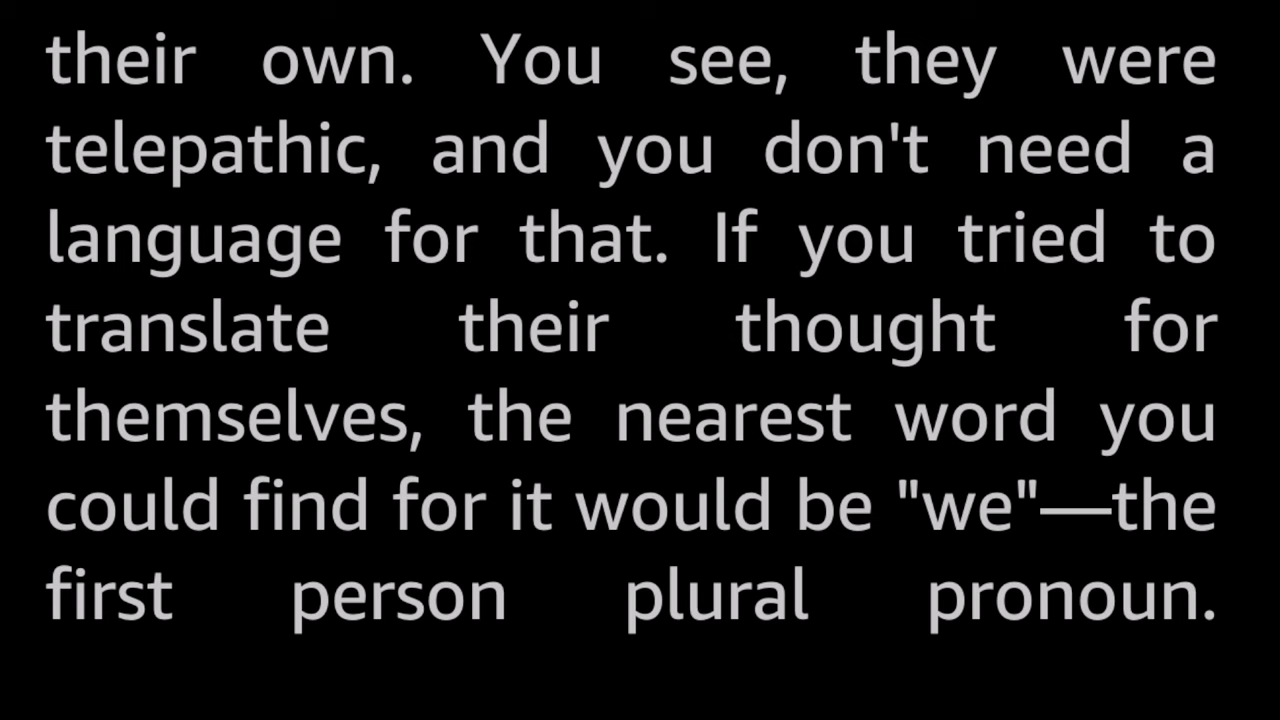 their own. You see, they were
telepathic, and you don't need a
language for that. If you tried to
translate their thought for
themselves, the nearest word you
could find for it would be "we"—the
first person plural pronoun.